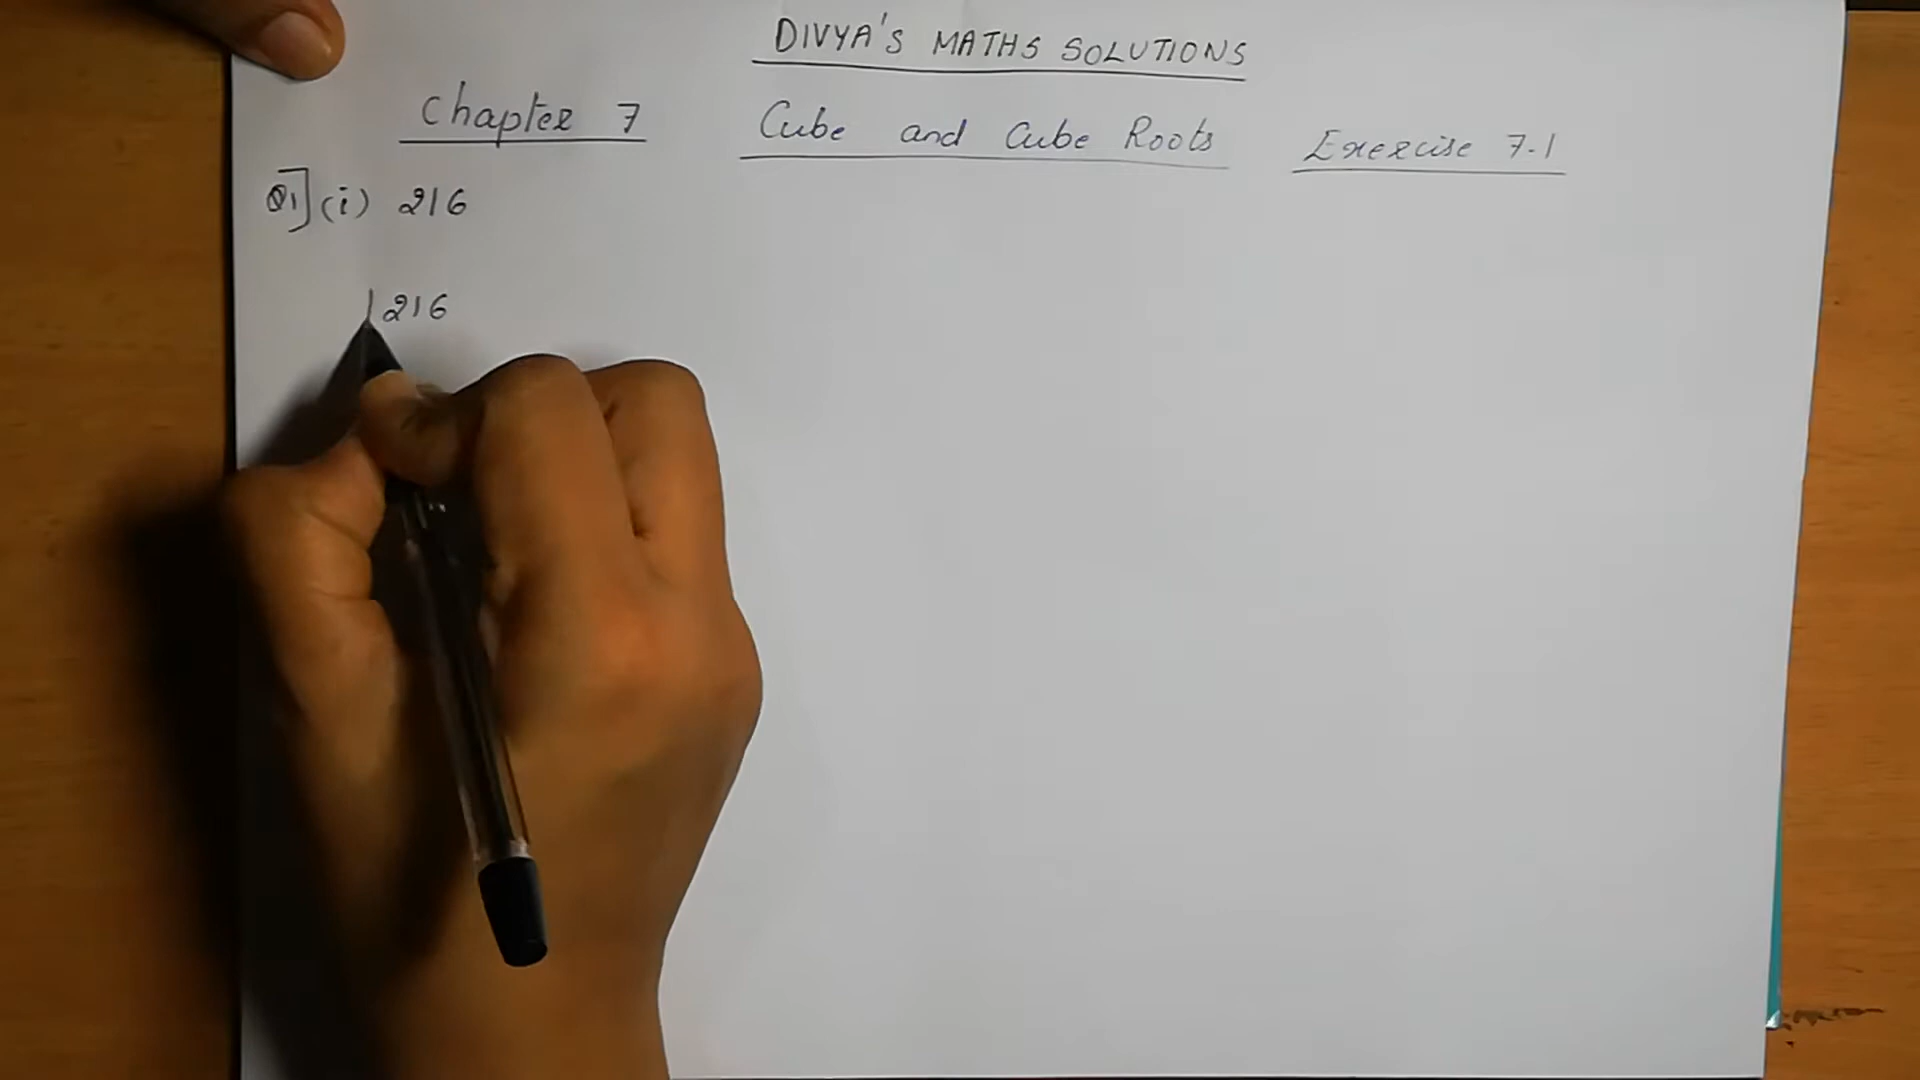 DIVYA'S MATHS SOLUTIONS
Chapter 7 Cube and Cube Roots Exercise 7.1
Q1] (i) 216
216